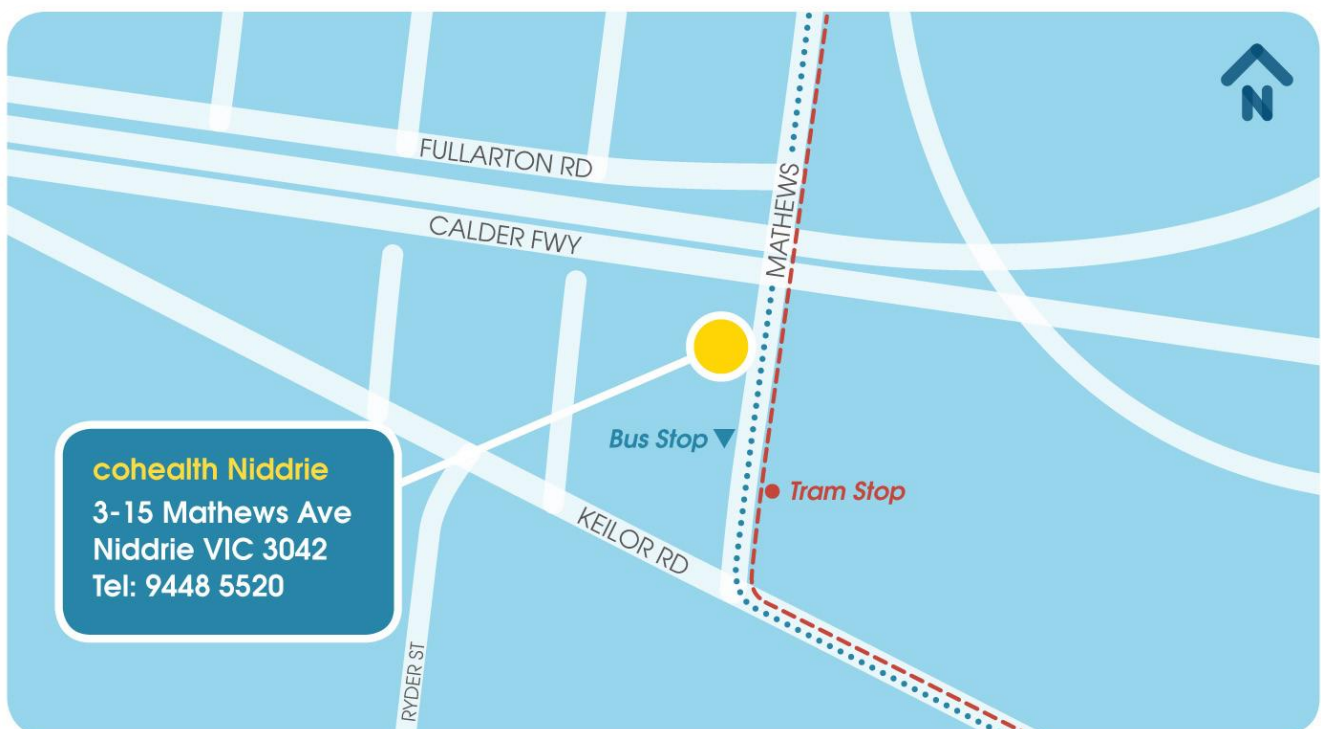 N
FULLARTON RD
MATHEWS
CALDER FWY
Bus Stop
cohealth Niddrie
3-15 Mathews Ave
Niddrie VIC 3042
Tel: 9448 5520
Tram Stop
KEILOR RD
RYDER ST